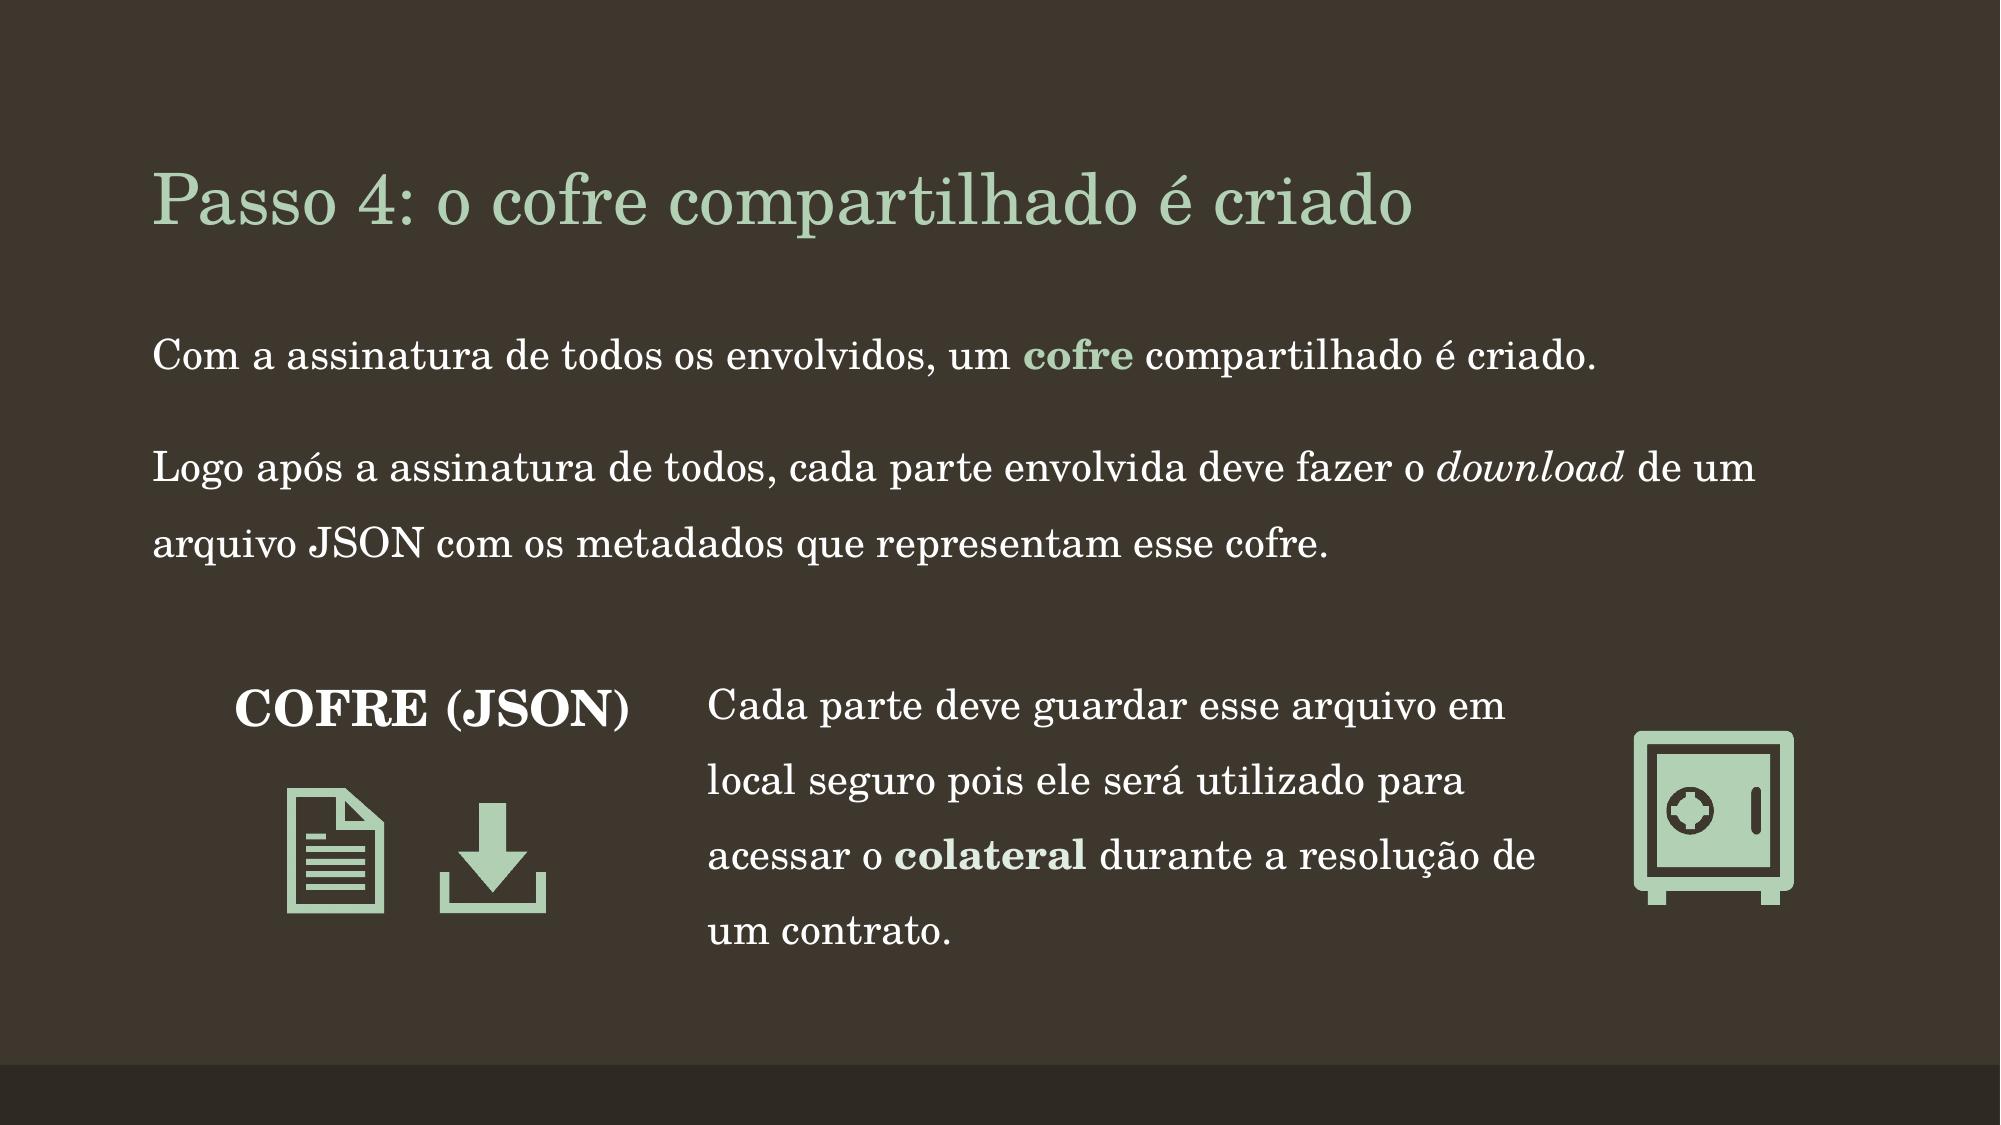 Passo 4: o cofre compartilhado é criado
Com a assinatura de todos os envolvidos, um cofre compartilhado é criado.
Logo após a assinatura de todos, cada parte envolvida deve fazer o download de um
arquivo JSON com os metadados que representam esse cofre.
COFRE (JSON)
Cada parte deve guardar esse arquivo em
local seguro pois ele será utilizado para
acessar o colateral durante a resolução de
um contrato.